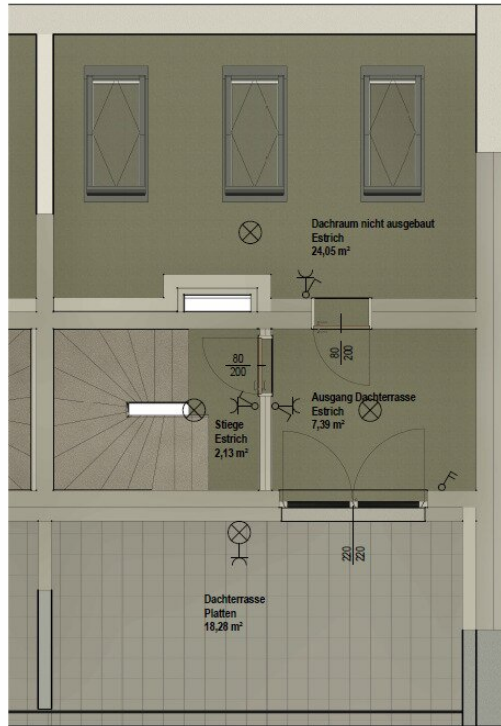 Dachraum nicht ausgebaut
Estrich
24,05 m²
80
200
80
200
Ausgang Dachterrasse
Estrich
7,39 m²
Stiege
Estrich
2,13 m²
220
220
Dachterrasse
Platten
18,28 m²